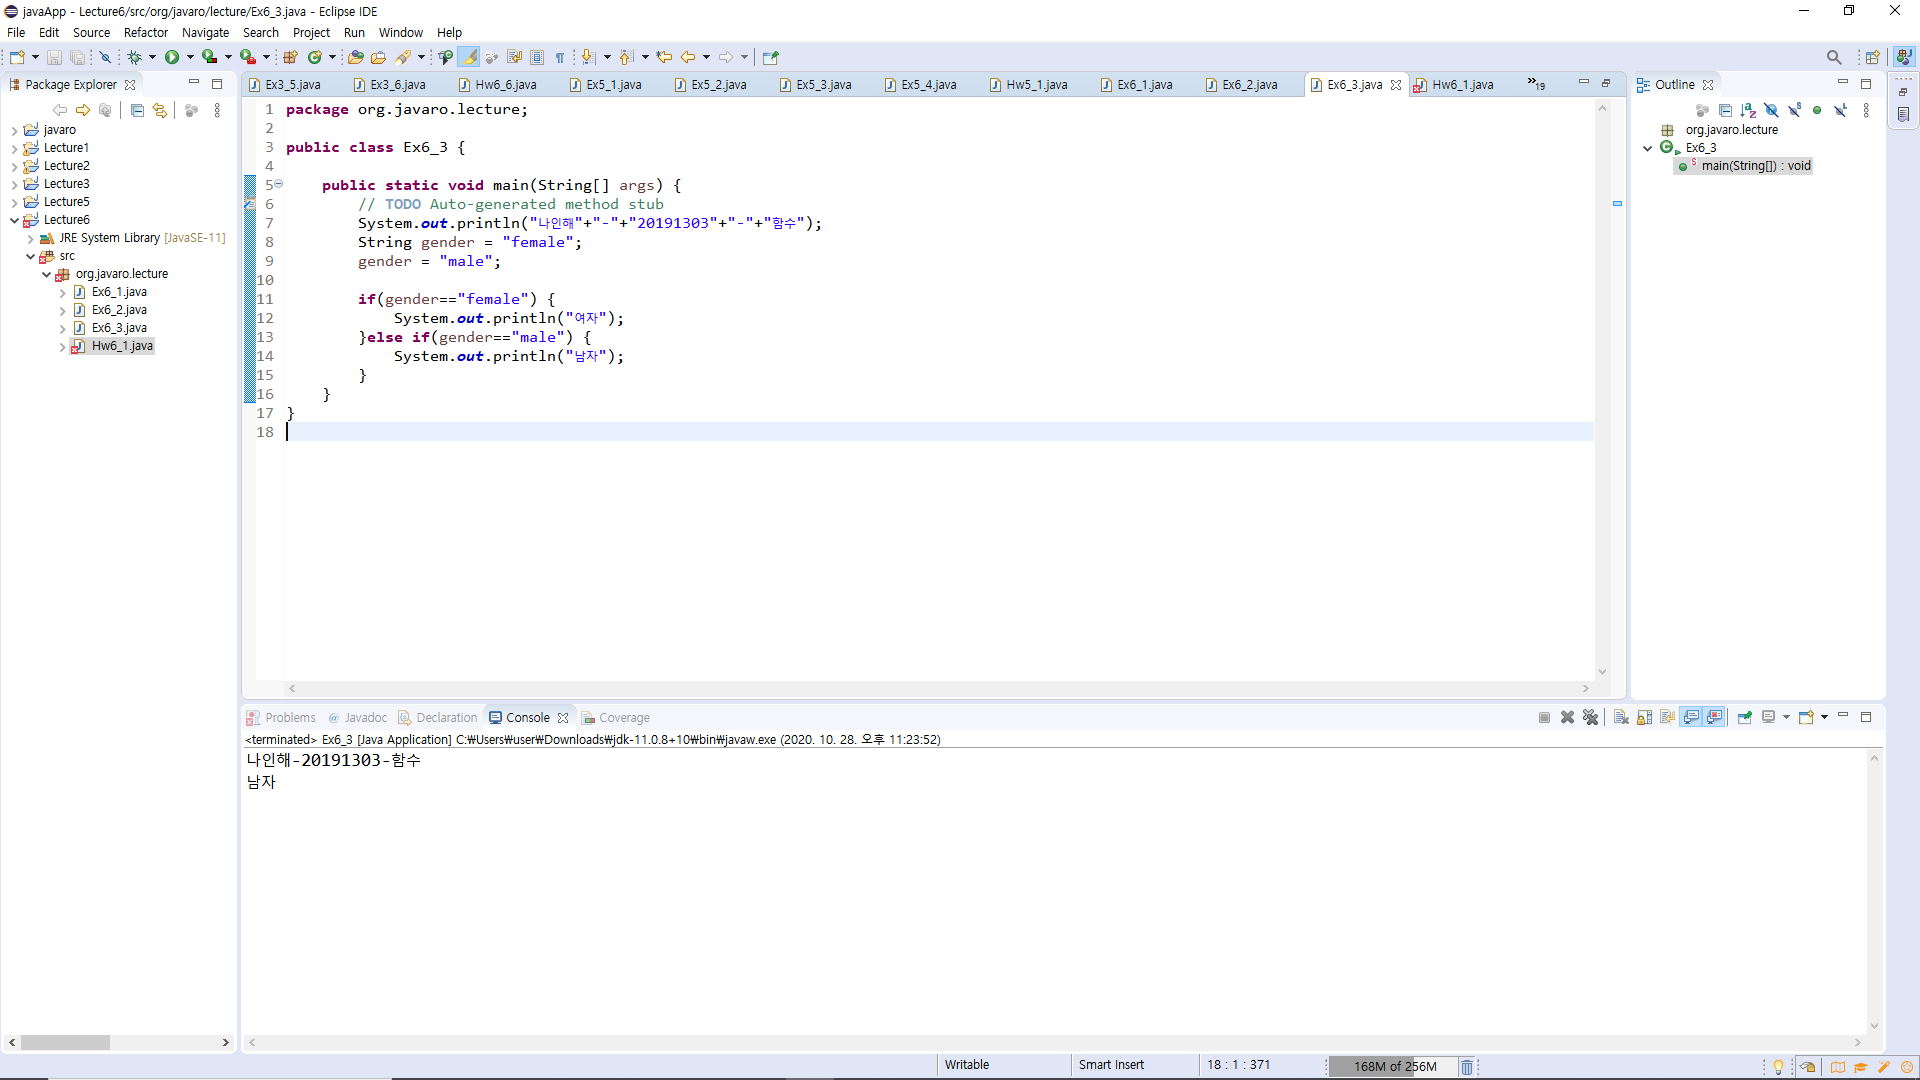 javaApp - Lecture6/src/org/javaro/lecture/Ex6_3.java - Eclipse IDE
File Edit Source Refactor Navigate Search Project Run Window Help
Package Explorer
javaro
Lecture1
Lecture2
Lecture3
Lecture5
Lecture6
JRE System Library [JavaSE-11]
src
org.javaro.lecture
Ex6_1.java
Ex6_2.java
Ex6_3.java
Hw6_1.java
Ex3_5.java Ex3_6.java Hw6_6.java Ex5_1.java Ex5_2.java Ex5_3.java Ex5_4.java Hw5_1.java Ex6_1.java Ex6_2.java Ex6_3.java Hw6_1.java »19
1 package org.javaro.lecture;
2
3 public class Ex6_3 {
4
5 public static void main(String[] args) {
6 // TODO Auto-generated method stub
7 System.out.println("나인해"+"-"+"20191303"+"-"+"함수");
8 String gender = "female";
9 gender = "male";
10
11 if(gender=="female") {
12 System.out.println("여자");
13 }else if(gender=="male") {
14 System.out.println("남자");
15 }
16 }
17 }
18
Outline
org.javaro.lecture
Ex6_3
main(String[]) : void
Problems Javadoc Declaration Console Coverage
<terminated> Ex6_3 [Java Application] C:₩Users₩user₩Downloads₩jdk-11.0.8+10₩bin₩javaw.exe (2020. 10. 28. 오후 11:23:52)
나인해-20191303-함수
남자
Writable Smart Insert 18 : 1 : 371 168M of 256M